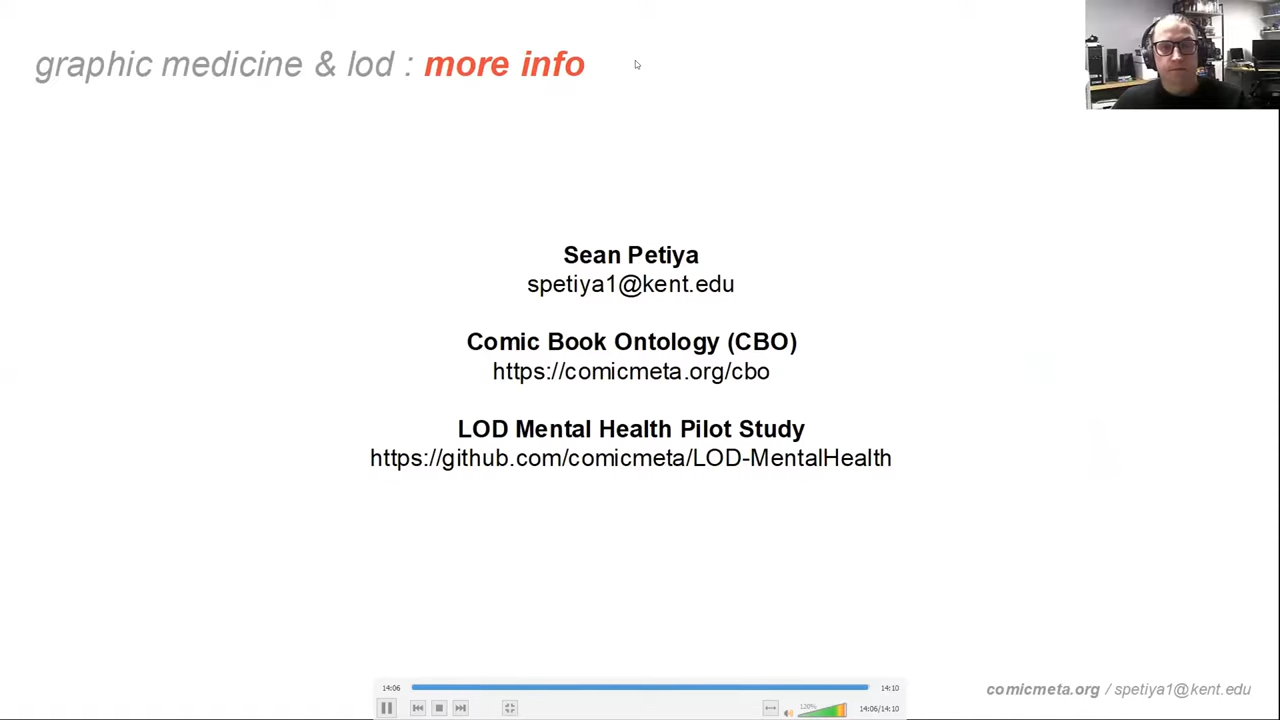 graphic medicine & lod : more info
Sean Petiya
spetiya1@kent.edu
Comic Book Ontology (CBO)
https://comicmeta.org/cbo
LOD Mental Health Pilot Study
https://github.com/comicmeta/LOD-MentalHealth
comicmeta.org / spetiya1@kent.edu
14:06
14:10
120%
14:06/14:10